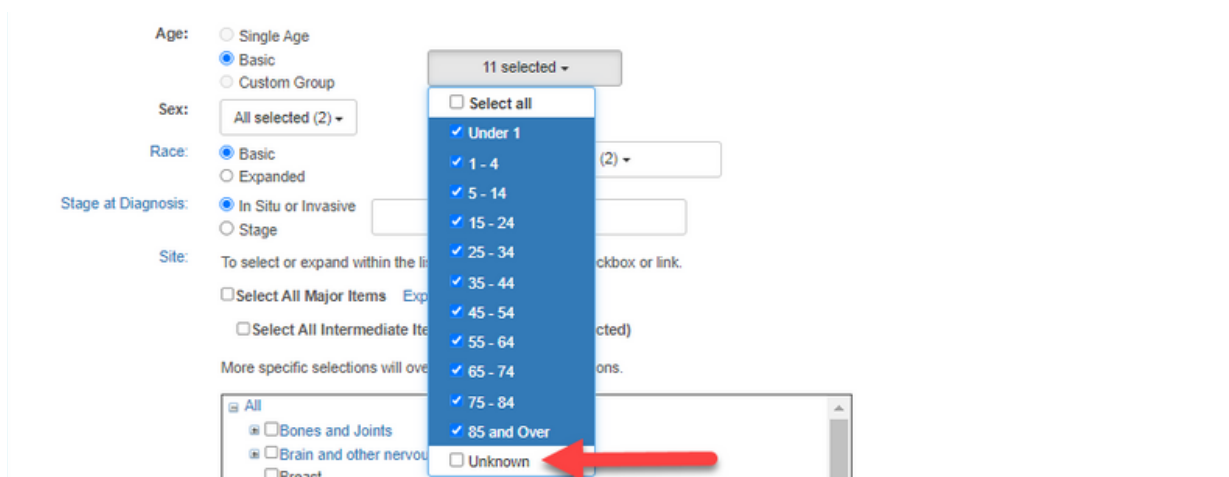 Age:
Single Age
Basic
Custom Group
11 selected
Select all
Under 1
1 - 4
5 - 14
15 - 24
25 - 34
35 - 44
45 - 54
55 - 64
65 - 74
75 - 84
85 and Over
Unknown
Sex:
All selected (2)
Race:
Basic
Expanded
(2)
Stage at Diagnosis:
In Situ or Invasive
Stage
Site:
To select or expand within the
ckbox or link.
Select All Major Items Exp
Select All Intermediate Ite
cted)
More specific selections will ove
ons.
All
Bones and Joints
Brain and other nervou
Breast